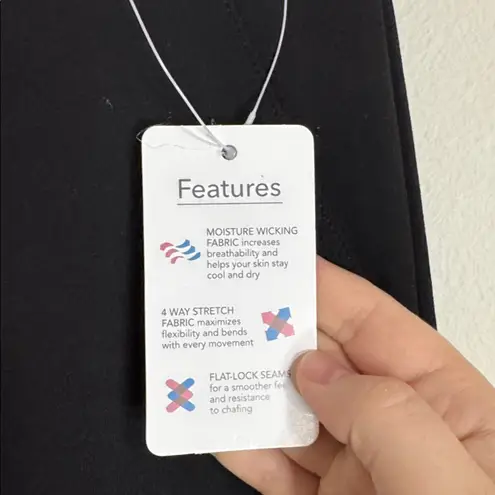 Features
MOISTURE WICKING
FABRIC increases
breathability and
helps your skin stay
cool and dry
4 WAY STRETCH
FABRIC maximizes
flexibility and bends
with every movement
FLAT-LOCK SEAMS
for a smoother
and resistance
to chafing